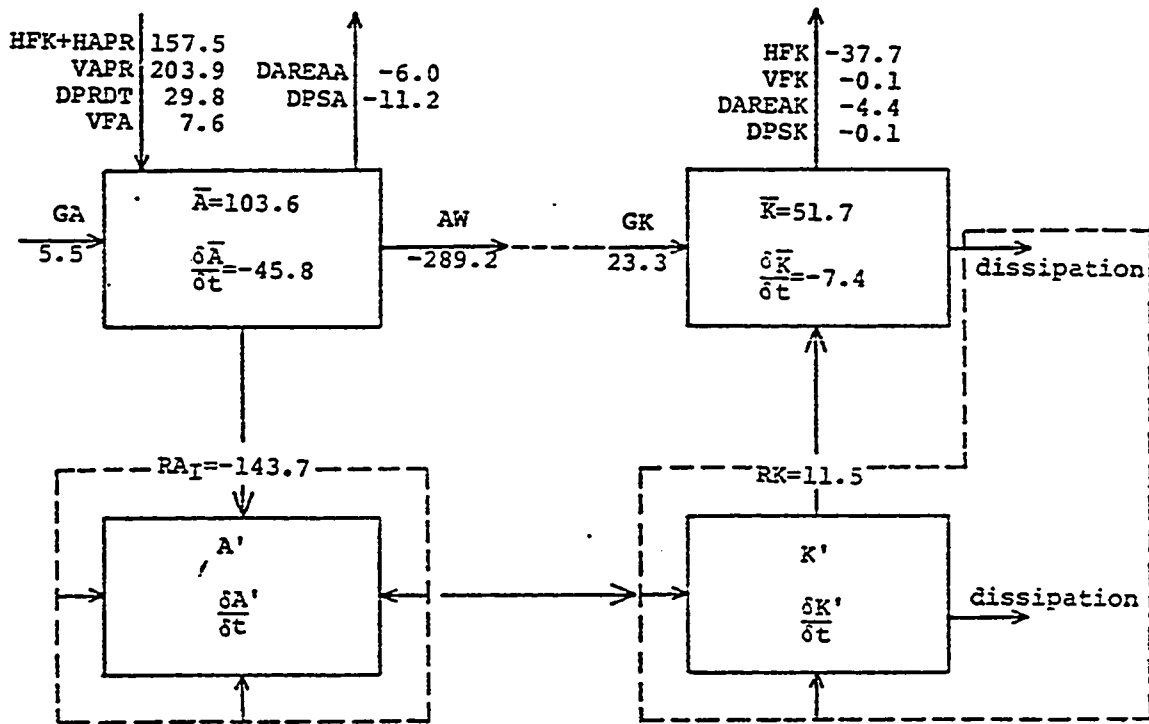 HFK+HAPR 157.5
VAPR 203.9
DPRDT 29.8
VFA 7.6
DAREAA -6.0
DPSA -11.2
HFK -37.7
VFK -0.1
DAREAK -4.4
DPSK -0.1
GA
5.5
A̅=103.6
δA̅/δt=-45.8
AW
-289.2
GK
23.3
K̅=51.7
δK̅/δt=-7.4
dissipation
RA_I=-143.7
RK=11.5
A'
δA'/δt
K'
δK'/δt
dissipation